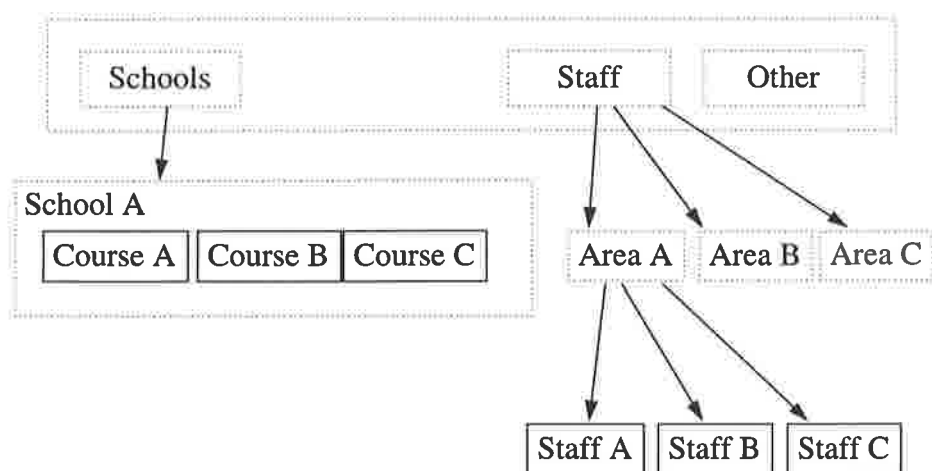 Schools
Staff
Other
School A
Course A
Course B
Course C
Area A
Area B
Area C
Staff A
Staff B
Staff C